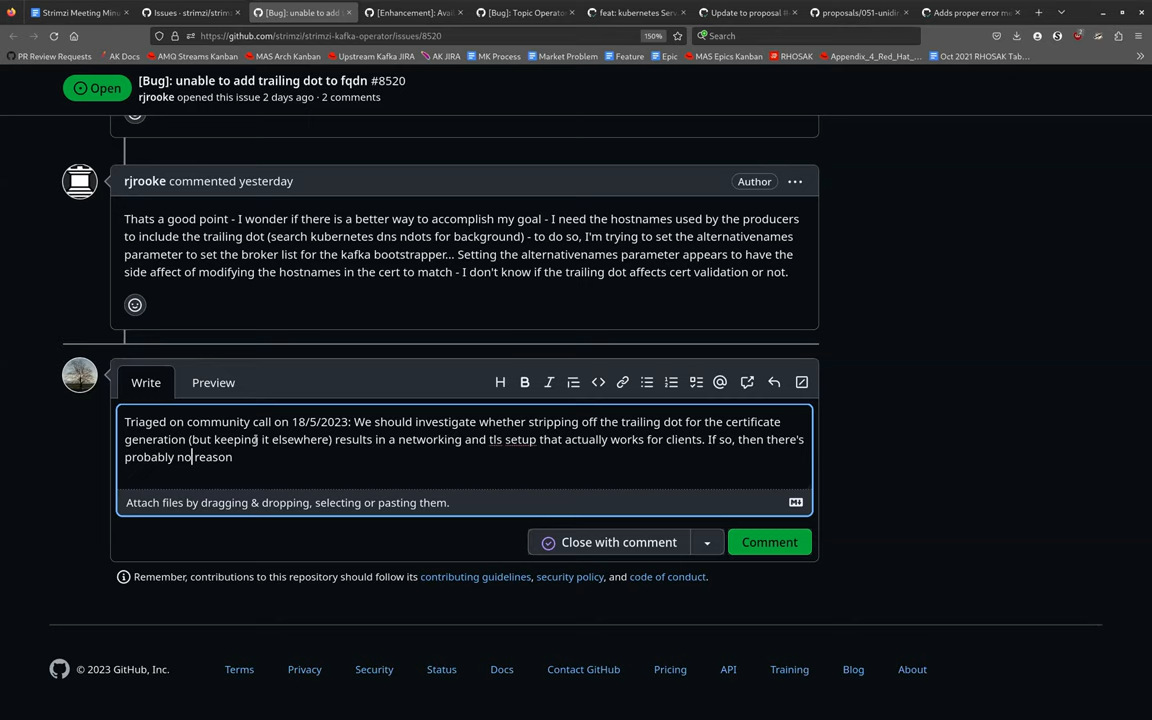 Strimzi Meeting Minu
Issues · strimzi/strimz
[Bug]: unable to add t
[Enhancement]: Avai
[Bug]: Topic Operato
feat: kubernetes Serv
Update to proposal #
proposals/051-unidir
Adds proper error me
https://github.com/strimzi/strimzi-kafka-operator/issues/8520
150%
Search
PR Review Requests
AK Docs
AMQ Streams Kanban
MAS Arch Kanban
Upstream Kafka JIRA
AK JIRA
MK Process
Market Problem
Feature
Epic
MAS Epics Kanban
RHOSAK
Appendix_4_Red_Hat_...
Oct 2021 RHOSAK Tab...
Open
[Bug]: unable to add trailing dot to fqdn #8520
rjrooke opened this issue 2 days ago · 2 comments
rjrooke commented yesterday
Author
Thats a good point - I wonder if there is a better way to accomplish my goal - I need the hostnames used by the producers
to include the trailing dot (search kubernetes dns ndots for background) - to do so, I'm trying to set the alternativenames
parameter to set the broker list for the kafka bootstrapper... Setting the alternativenames parameter appears to have the
side affect of modifying the hostnames in the cert to match - I don't know if the trailing dot affects cert validation or not.
Write
Preview
Triaged on community call on 18/5/2023: We should investigate whether stripping off the trailing dot for the certificate
generation (but keeping it elsewhere) results in a networking and tls setup that actually works for clients. If so, then there's
probably no reason
Attach files by dragging & dropping, selecting or pasting them.
Close with comment
Comment
Remember, contributions to this repository should follow its contributing guidelines, security policy, and code of conduct.
© 2023 GitHub, Inc.
Terms
Privacy
Security
Status
Docs
Contact GitHub
Pricing
API
Training
Blog
About